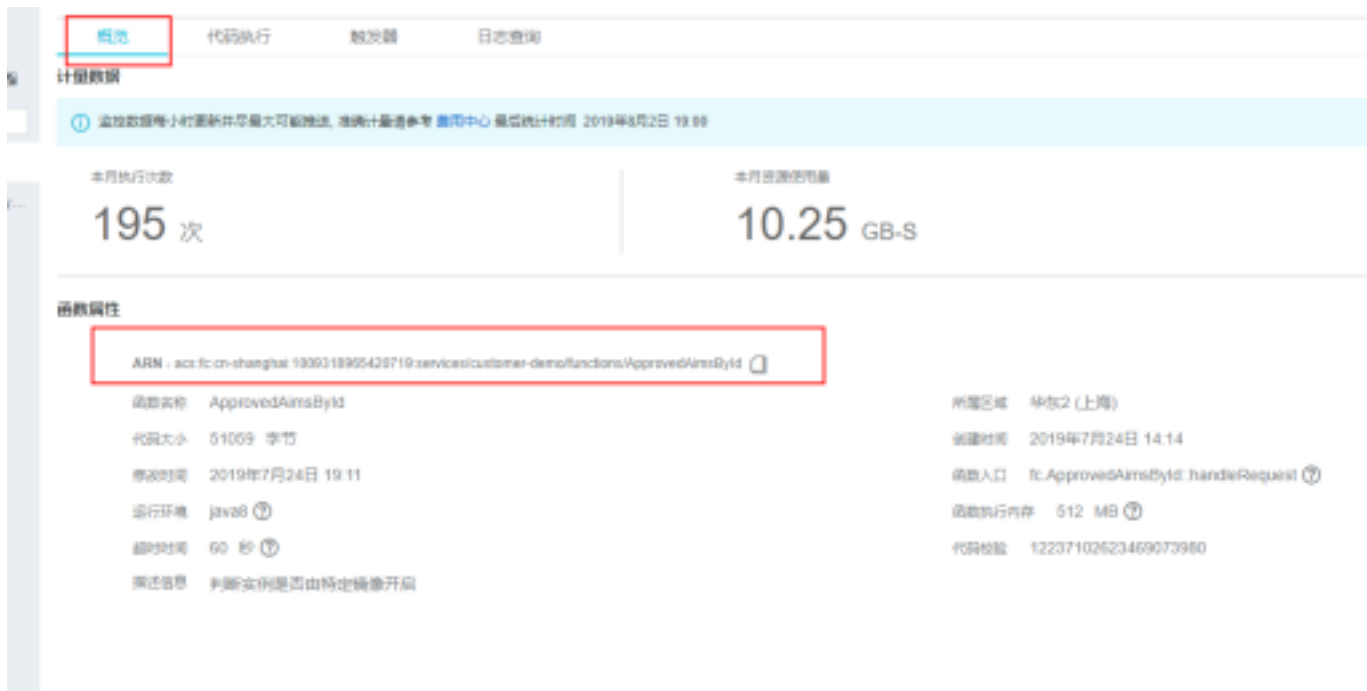 概览 代码执行 触发器 日志查询
计量数据
监控数据每小时更新并尽最大可能推送, 准确计量请参考 费用中心 最后统计时间 2019年8月2日 19:00
本月执行次数 本月资源使用量
195 次 10.25 GB-S
函数属性
ARN : acs:fc:cn-shanghai: :services/customer-demo/functions/ApprovedAimsById
函数名称 ApprovedAimsById 所属区域 华东2 (上海)
代码大小 51059 字节 创建时间 2019年7月24日 14:14
修改时间 2019年7月24日 19:11 函数入口 fc.ApprovedAimsById::handleRequest
运行环境 java8 函数执行内存 512 MB
超时时间 60 秒 代码校验 12237102623469073980
描述信息 判断实例是否由特定镜像开启